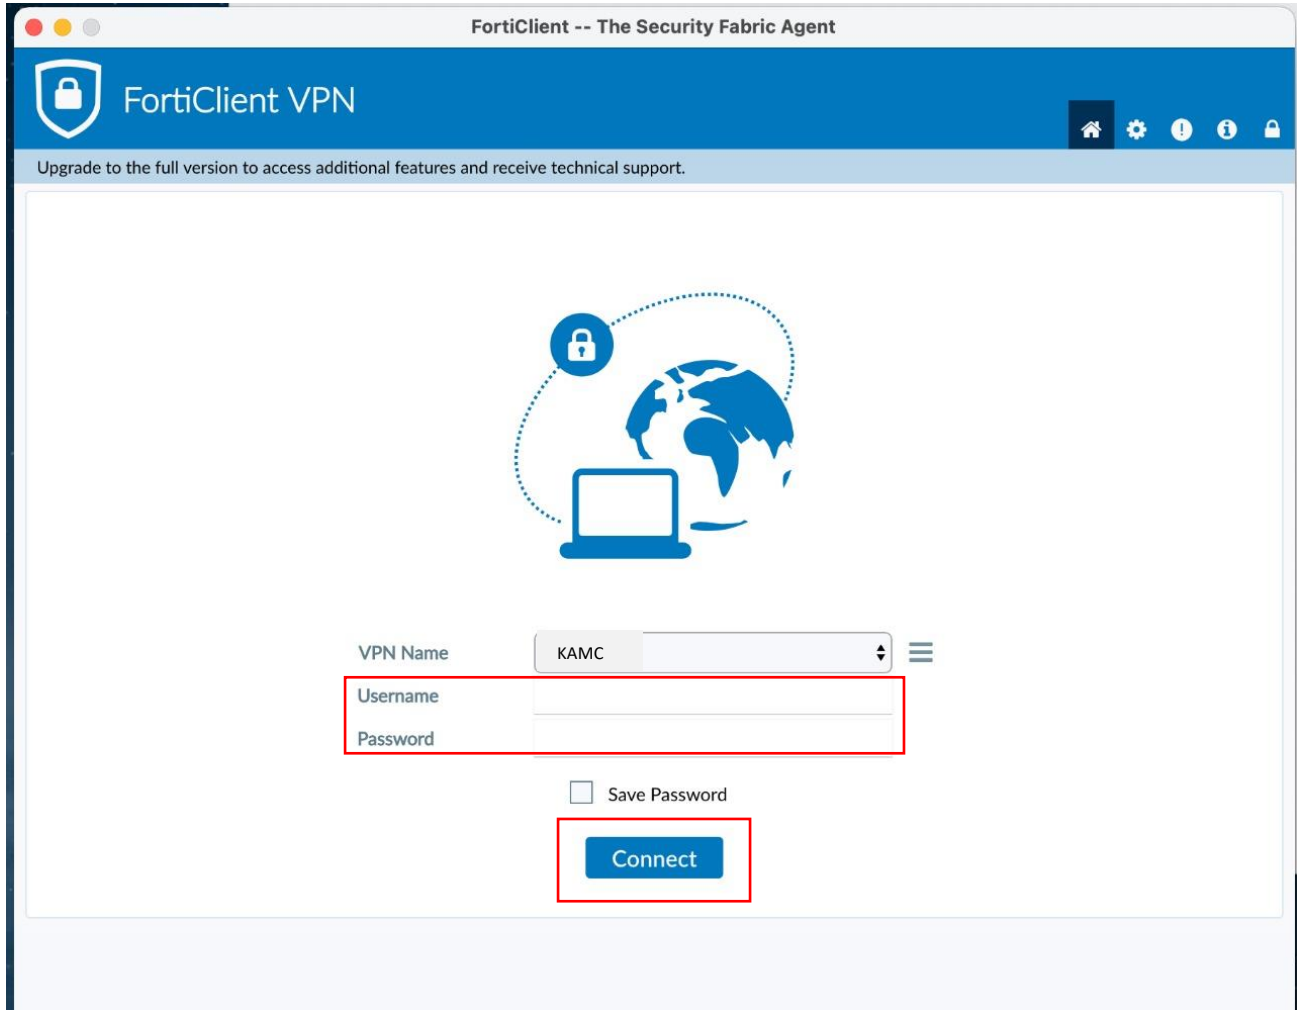 FortiClient -- The Security Fabric Agent
FortiClient VPN
Upgrade to the full version to access additional features and receive technical support.
VPN Name
KAMC
Username
Password
Save Password
Connect